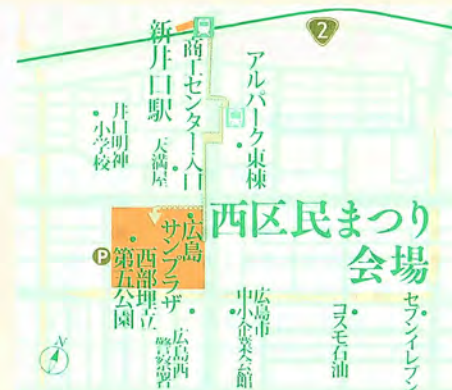 2
新井口駅
商工センター入口
アルパーク東棟
井口明神
小学校
天満屋
西区民まつり
会場
広島
サンプラザ
P
西部埋立
第五公園
広島西
警察署
広島市
中小企業会館
コスモ石油
セブンイレブン
N